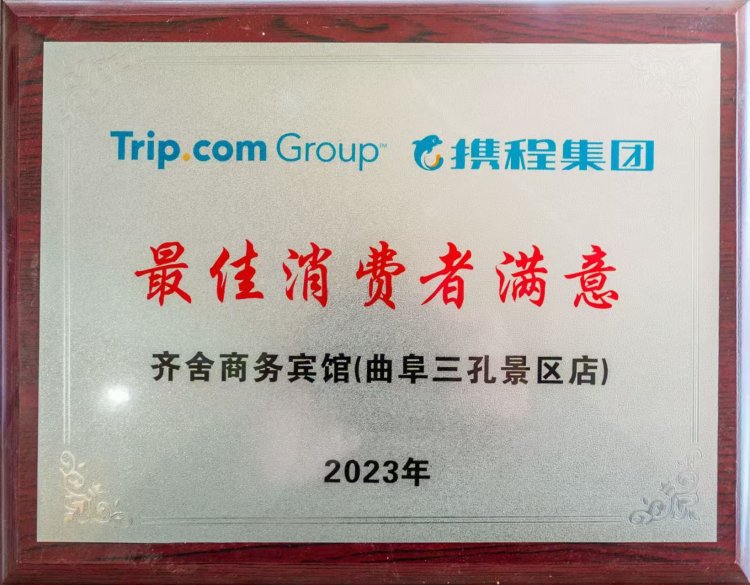 Trip.com Group™ 携程集团
最佳消费者满意
齐舍商务宾馆(曲阜三孔景区店)
2023年